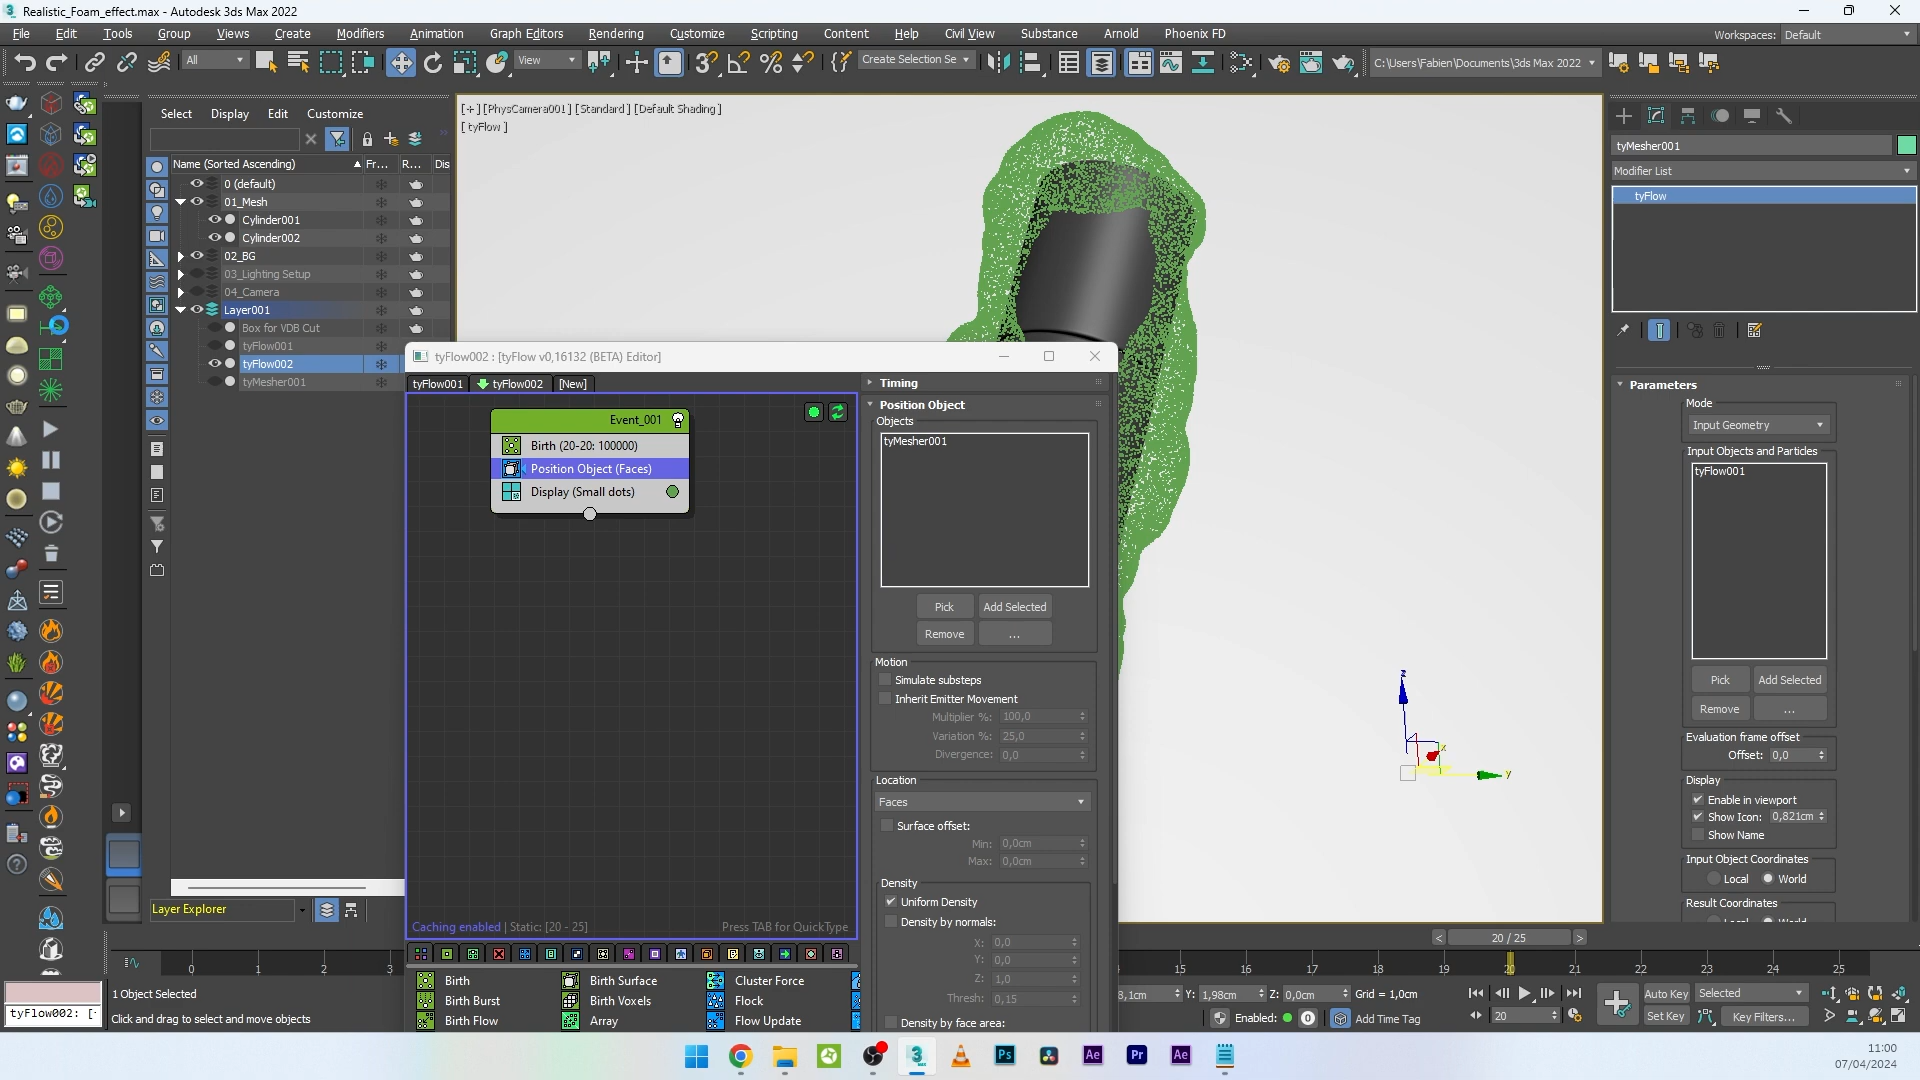 Realistic_Foam_effect.max - Autodesk 3ds Max 2022
File Edit Tools Group Views Create Modifiers Animation Graph Editors Rendering Customize Scripting Content Help Civil View Substance Arnold Phoenix FD
Workspaces: Default
All View Create Selection Se C:\Users\Fabien\Documents\3ds Max 2022
Select Display Edit Customize
Name (Sorted Ascending) Fr... R... Dis
0 (default)
01_Mesh
Cylinder001
Cylinder002
02_BG
03_Lighting Setup
04_Camera
Layer001
Box for VDB Cut
tyFlow001
tyFlow002
tyMesher001
Layer Explorer
[+] [PhysCamera001] [Standard] [Default Shading]
[ tyFlow ]
tyFlow002 : [tyFlow v0,16132 (BETA) Editor]
tyFlow001 tyFlow002 [New]
Event_001
Birth (20-20: 100000)
Position Object (Faces)
Display (Small dots)
Caching enabled | Static: [20 - 25]
Press TAB for QuickType
Birth Birth Surface Cluster Force
Birth Burst Birth Voxels Flock
Birth Flow Array Flow Update
Timing
Position Object
Objects
tyMesher001
Pick Add Selected
Remove ...
Motion
Simulate substeps
Inherit Emitter Movement
Multiplier %: 100,0
Variation %: 25,0
Divergence: 0,0
Location
Faces
Surface offset:
Min: 0,0cm
Max: 0,0cm
Density
Uniform Density
Density by normals:
X: 0,0
Y: 0,0
Z: 1,0
Thresh: 0,15
Density by face area:
z
x
y
tyMesher001
Modifier List
tyFlow
Parameters
Mode
Input Geometry
Input Objects and Particles
tyFlow001
Pick Add Selected
Remove ...
Evaluation frame offset
Offset: 0,0
Display
Enable in viewport
Show Icon: 0,821cm
Show Name
Input Object Coordinates
Local World
Result Coordinates
< 20 / 25 >
0 1 2 3 15 16 17 18 19 20 21 22 23 24 25
tyFlow002: [
1 Object Selected
Click and drag to select and move objects
8,1cm Y: 1,98cm Z: 0,0cm Grid = 1,0cm
Enabled: 0 Add Time Tag
20
Auto Key Selected
Set Key Key Filters...
Ps Ae Pr Ae
11:00
07/04/2024